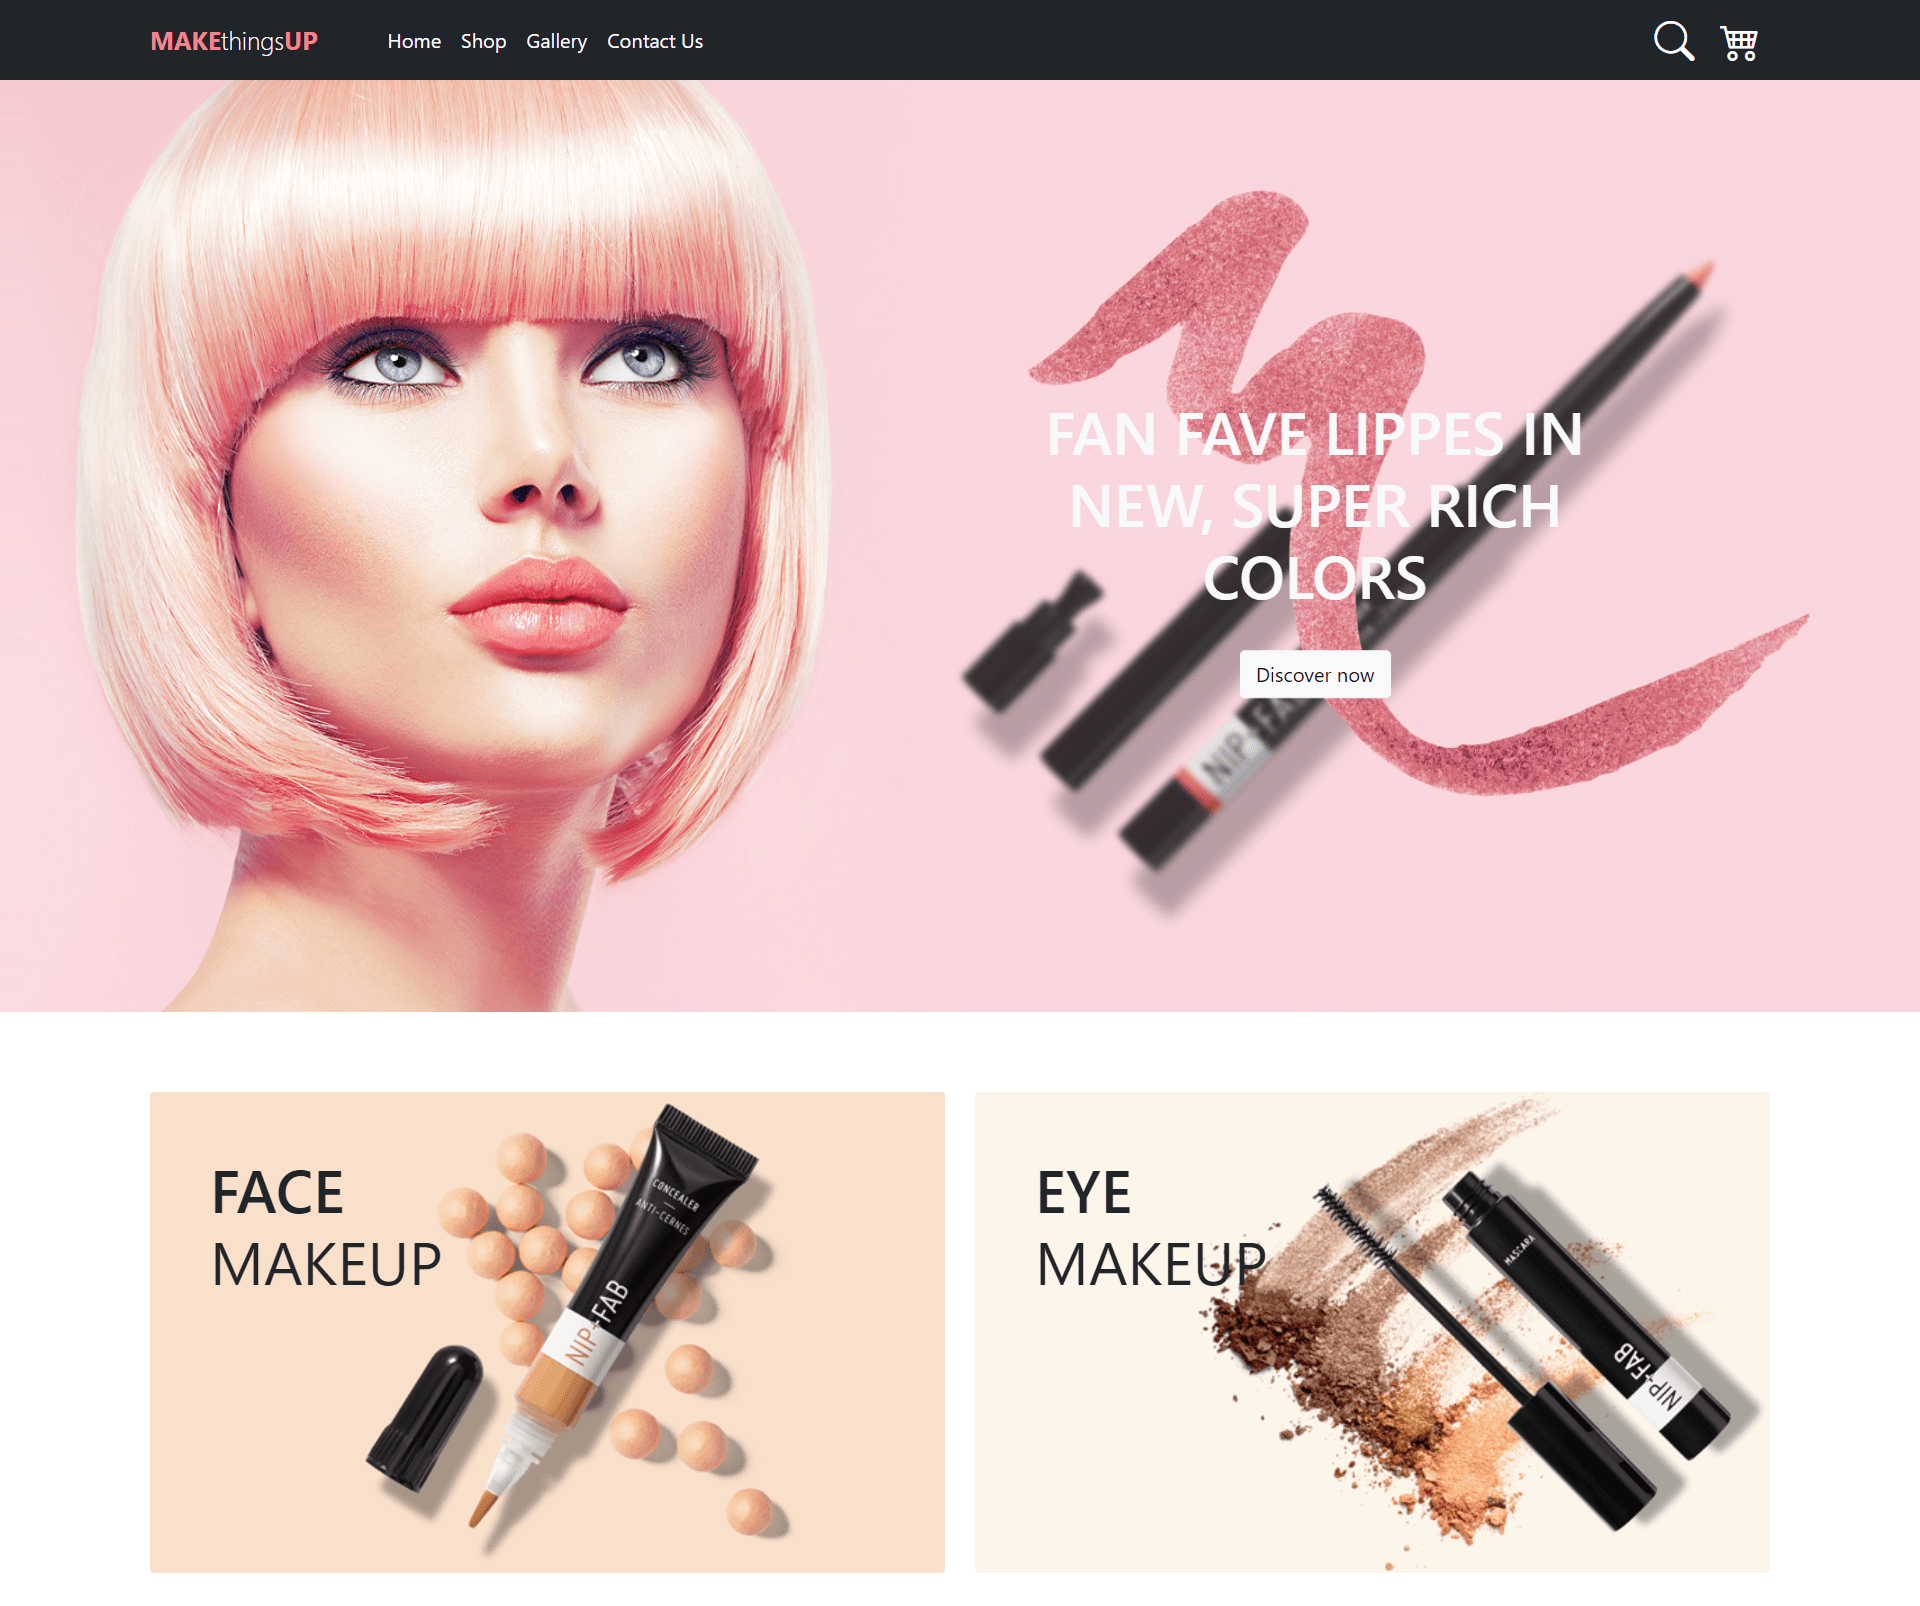 MAKEthingsUP
Home Shop Gallery Contact Us
FAN FAVE LIPPES IN
NEW, SUPER RICH
COLORS
Discover now
NIP+FA
FACE
MAKEUP
CONCEALER
ANTI-CERNES
NIP+FAB
EYE
MAKEUP
MASCARA
NIP+FAB